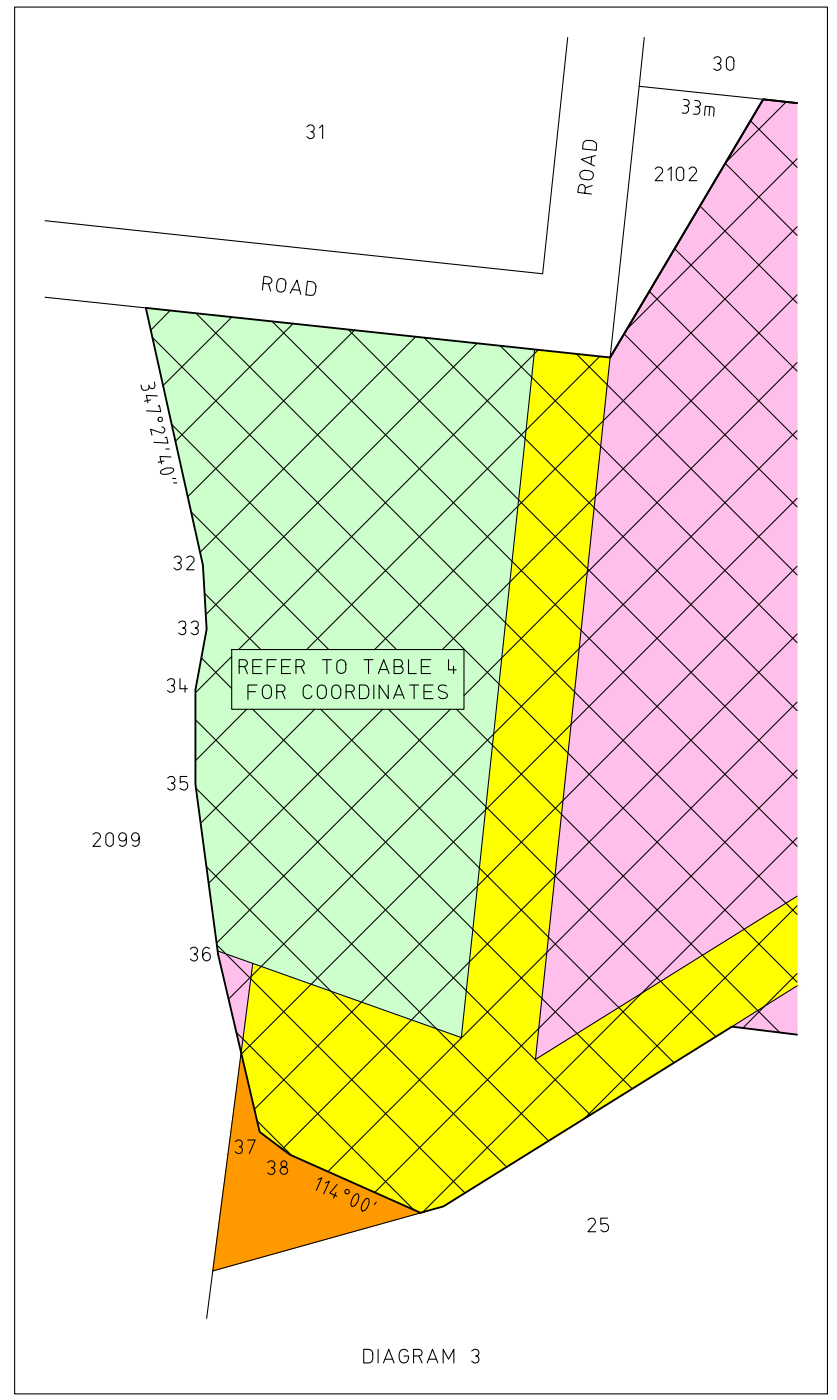 30
33m
31
ROAD
2102
ROAD
347°27'40"
32
33
REFER TO TABLE 4
FOR COORDINATES
34
35
2099
36
37
38
114°00'
25
DIAGRAM 3